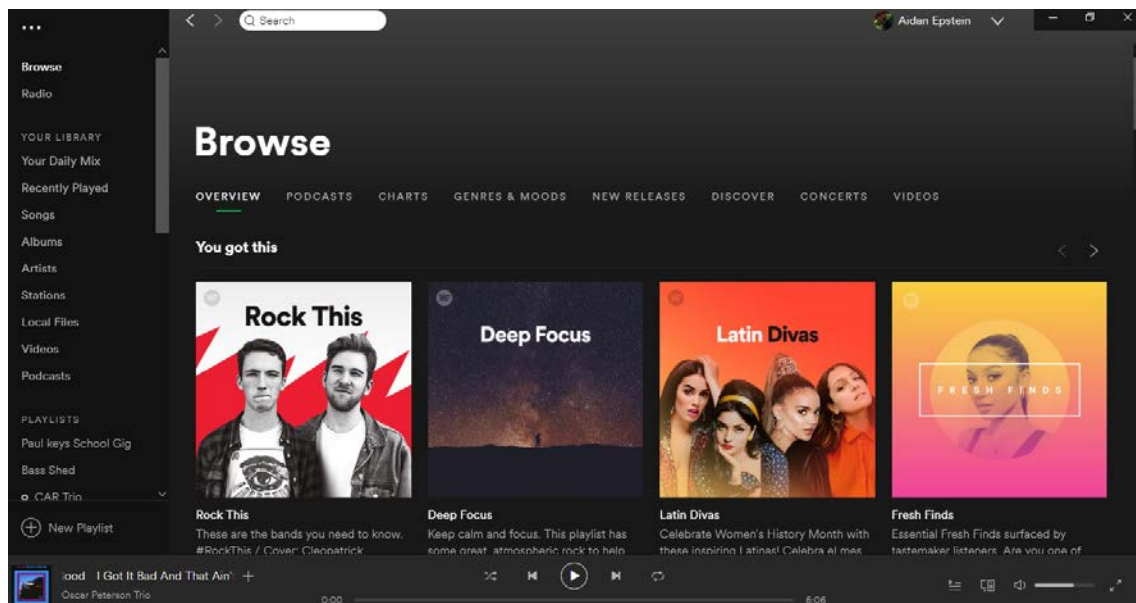 Search
Aidan Epstein
Browse
Radio
YOUR LIBRARY
Your Daily Mix
Recently Played
Songs
Albums
Artists
Stations
Local Files
Videos
Podcasts
PLAYLISTS
Paul keys School Gig
Bass Shed
CAR Trio
New Playlist
Browse
OVERVIEW PODCASTS CHARTS GENRES & MOODS NEW RELEASES DISCOVER CONCERTS VIDEOS
You got this
Rock This
Deep Focus
Latin Divas
FRESH FINDS
Rock This
These are the bands you need to know.
#RockThis / Cover: Cleopatrick
Deep Focus
Keep calm and focus. This playlist has
some great, atmospheric rock to help
Latin Divas
Celebrate Women's History Month with
these inspiring Latinas! Celebra el mes
Fresh Finds
Essential Fresh Finds surfaced by
tastemaker listeners. Are you one of
I Got It Bad And That Ain't
Oscar Peterson Trio
0:00
6:06